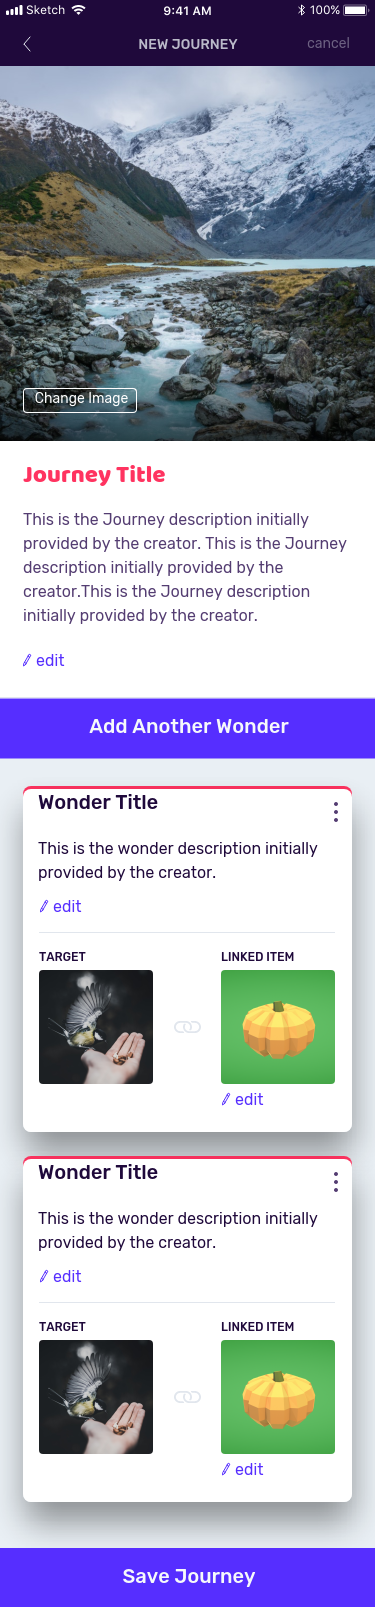 Sketch 9:41 AM 100%
NEW JOURNEY cancel
Change Image
Journey Title
This is the Journey description initially
provided by the creator. This is the Journey
description initially provided by the
creator.This is the Journey description
initially provided by the creator.
edit
Add Another Wonder
Wonder Title
This is the wonder description initially
provided by the creator.
edit
TARGET LINKED ITEM
edit
Wonder Title
This is the wonder description initially
provided by the creator.
edit
TARGET LINKED ITEM
edit
Save Journey